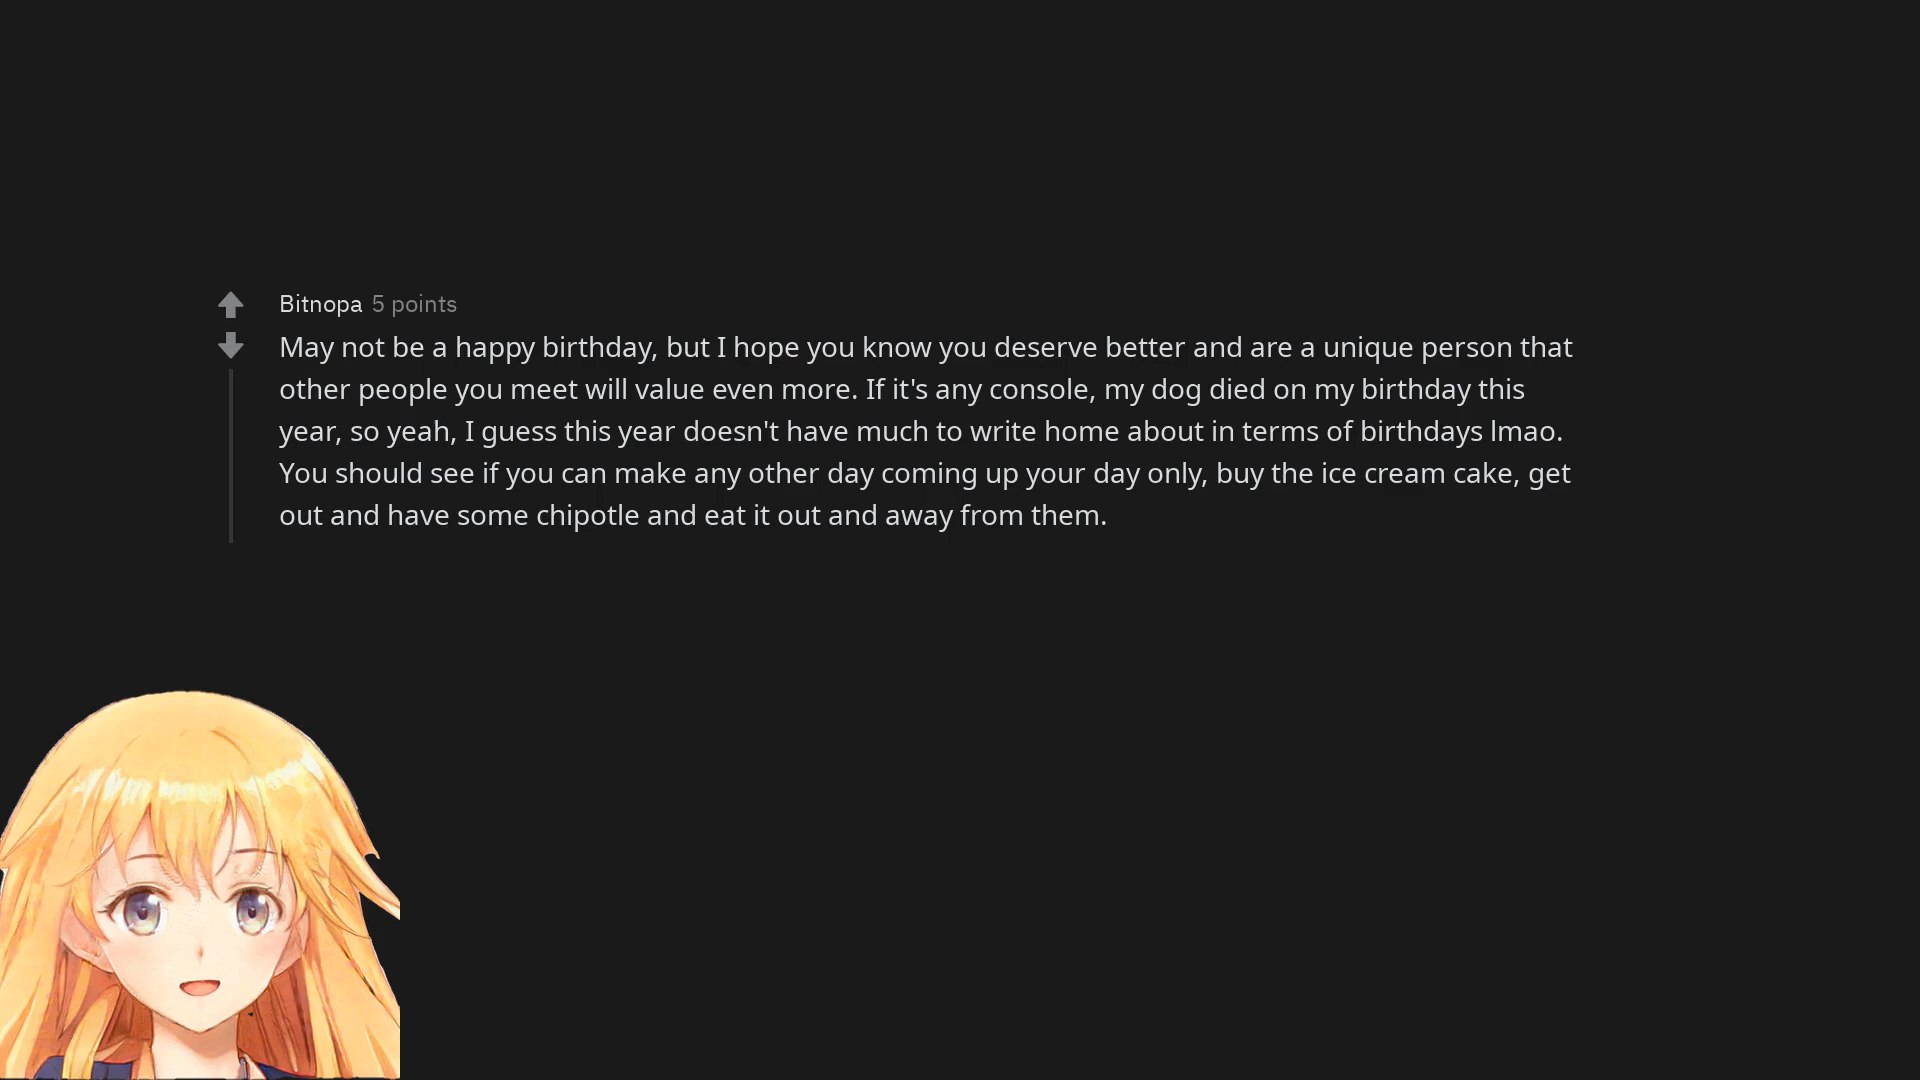 Bitnopa 5 points
May not be a happy birthday, but I hope you know you deserve better and are a unique person that
other people you meet will value even more. If it's any console, my dog died on my birthday this
year, so yeah, I guess this year doesn't have much to write home about in terms of birthdays lmao.
You should see if you can make any other day coming up your day only, buy the ice cream cake, get
out and have some chipotle and eat it out and away from them.